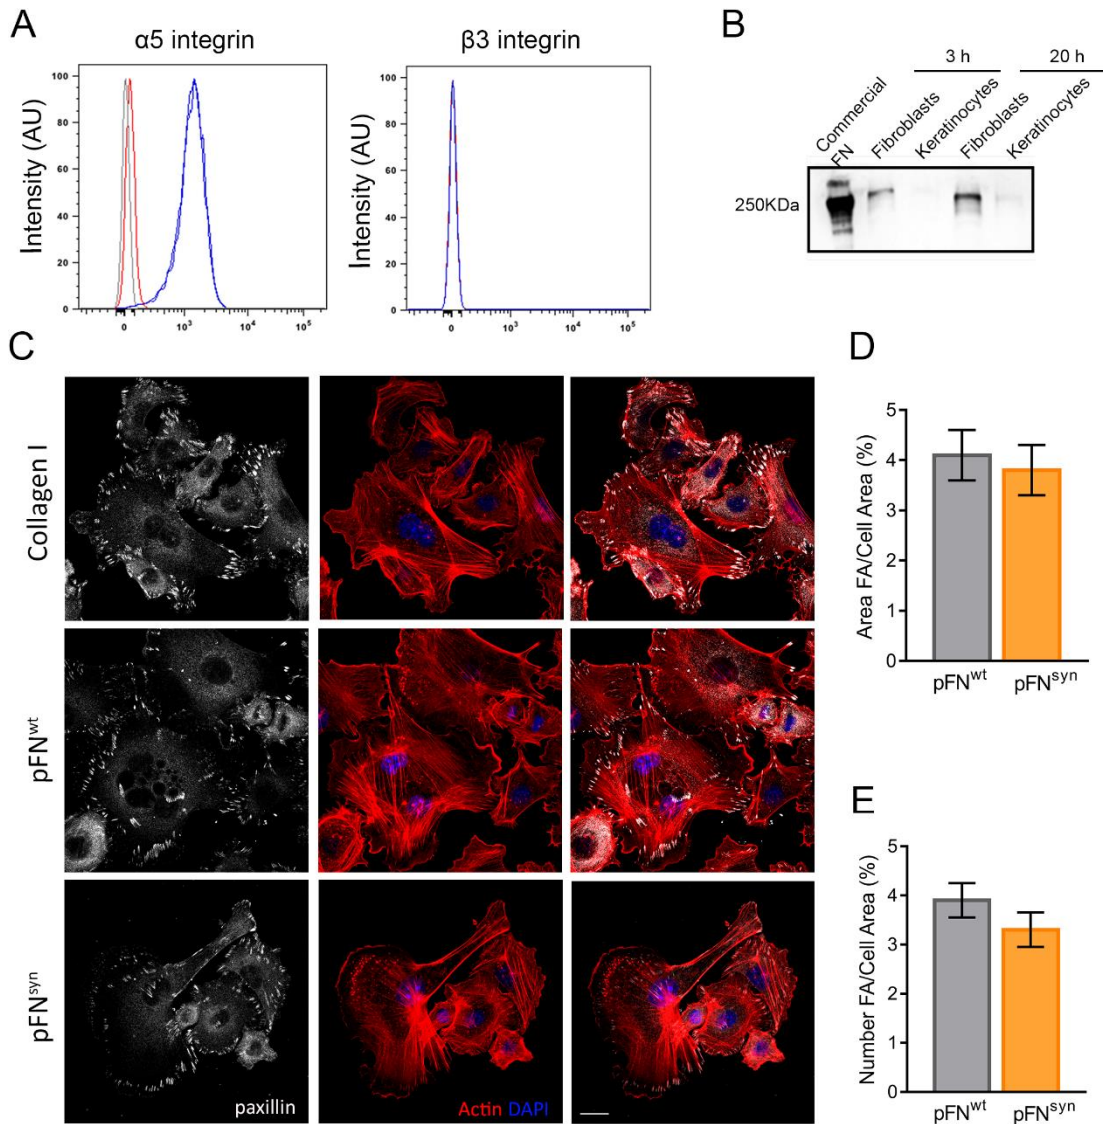 A
α5 integrin
β3 integrin
Intensity (AU)
100
80
60
40
20
0
0
10³
10⁴
10⁵
Intensity (AU)
100
80
60
40
20
0
0
10³
10⁴
10⁵
B
3 h
20 h
Commercial
FN
Fibroblasts
Keratinocytes
Fibroblasts
Keratinocytes
250KDa
C
Collagen I
pFNʷᵗ
pFNˢʸⁿ
paxillin
Actin DAPI
D
Area FA/Cell Area (%)
5
4
3
2
1
0
pFNʷᵗ
pFNˢʸⁿ
E
Number FA/Cell Area (%)
5
4
3
2
1
0
pFNʷᵗ
pFNˢʸⁿ